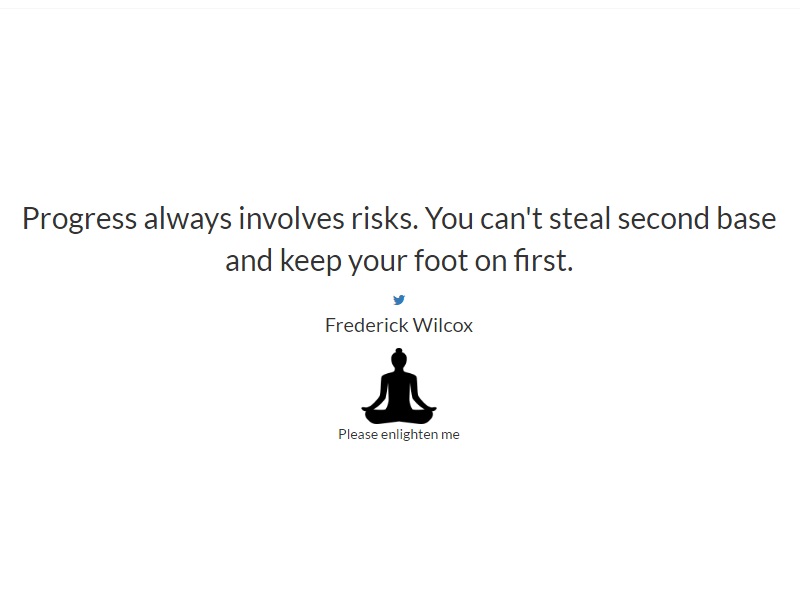 Progress always involves risks. You can't steal second base
and keep your foot on first.
Frederick Wilcox
Please enlighten me